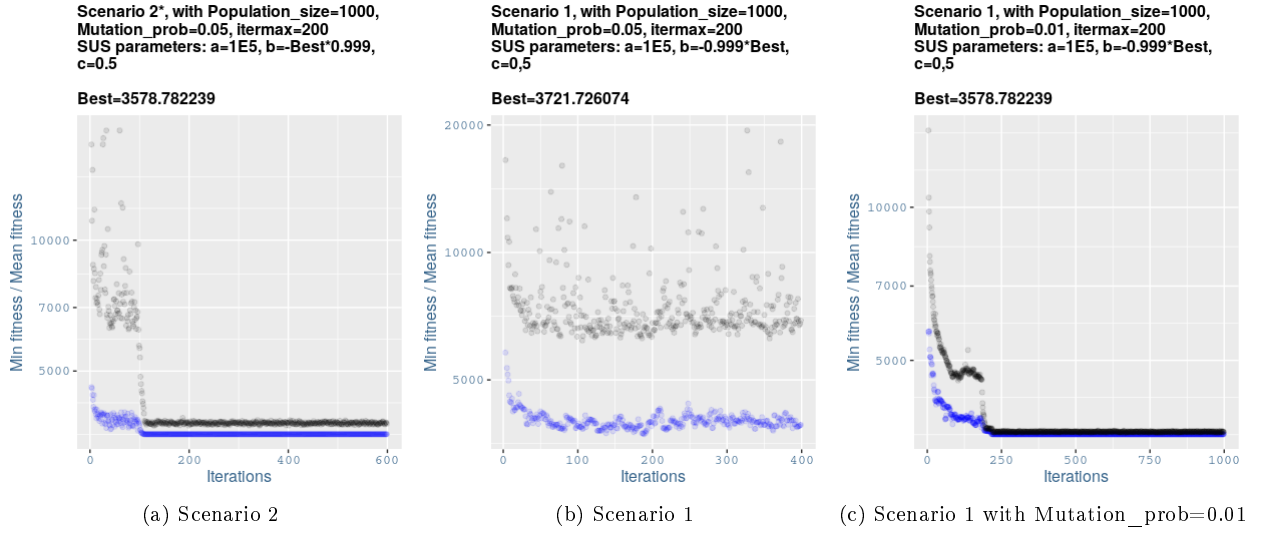 Scenario 2*, with Population_size=1000,
Mutation_prob=0.05, itermax=200
SUS parameters: a=1E5, b=-Best*0.999,
c=0.5
Best=3578.782239
Min fitness / Mean fitness
10000
7000
5000
0
200
400
600
Iterations
(a) Scenario 2
Scenario 1, with Population_size=1000,
Mutation_prob=0.05, itermax=200
SUS parameters: a=1E5, b=-0.999*Best,
c=0,5
Best=3721.726074
Min fitness / Mean fitness
20000
10000
5000
0
100
200
300
400
Iterations
(b) Scenario 1
Scenario 1, with Population_size=1000,
Mutation_prob=0.01, itermax=200
SUS parameters: a=1E5, b=-0.999*Best,
c=0,5
Best=3578.782239
Min fitness / Mean fitness
10000
7000
5000
0
250
500
750
1000
Iterations
(c) Scenario 1 with Mutation_prob=0.01